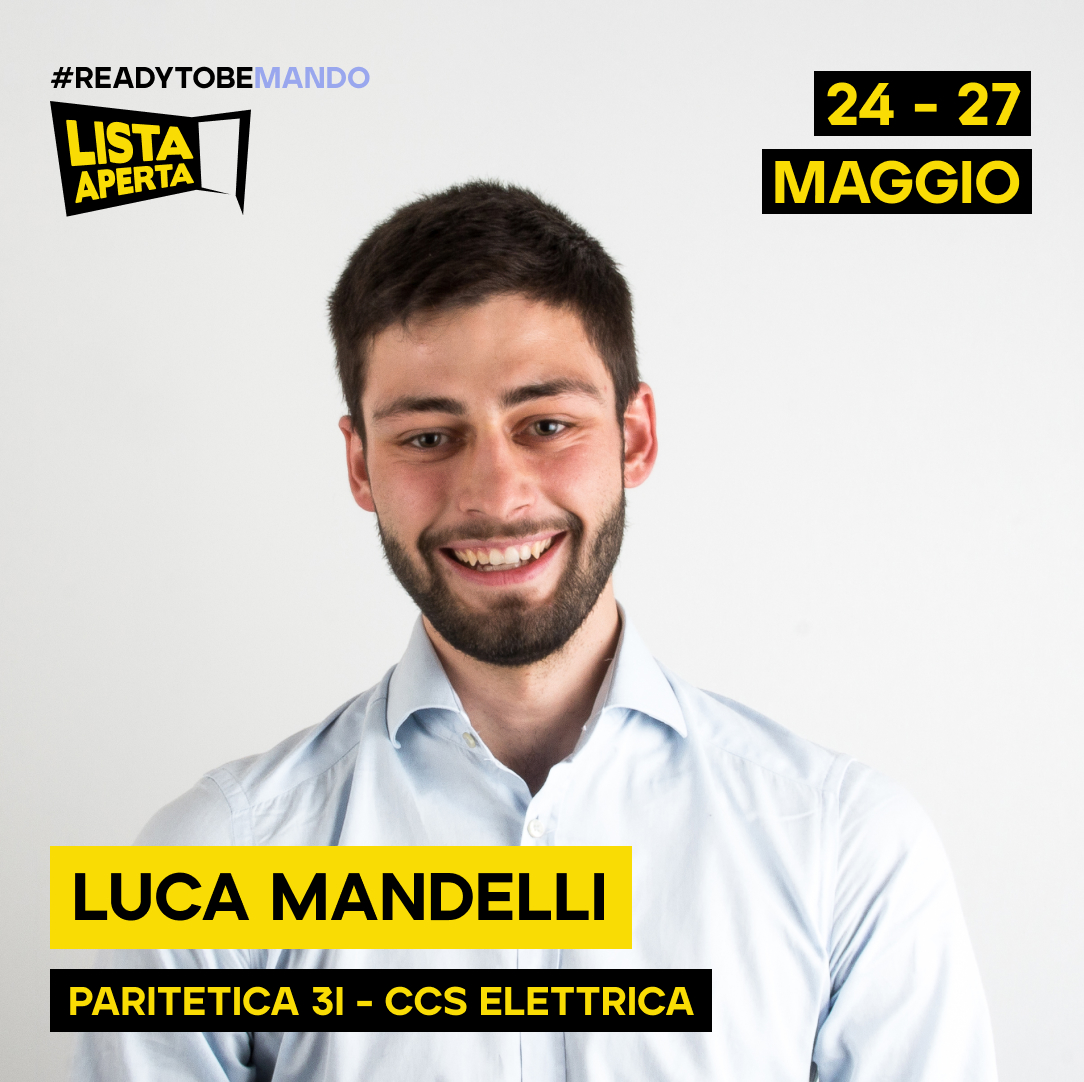 #READYTOBEMANDO
LISTA
APERTA
24 - 27
MAGGIO
LUCA MANDELLI
PARITETICA 3I - CCS ELETTRICA